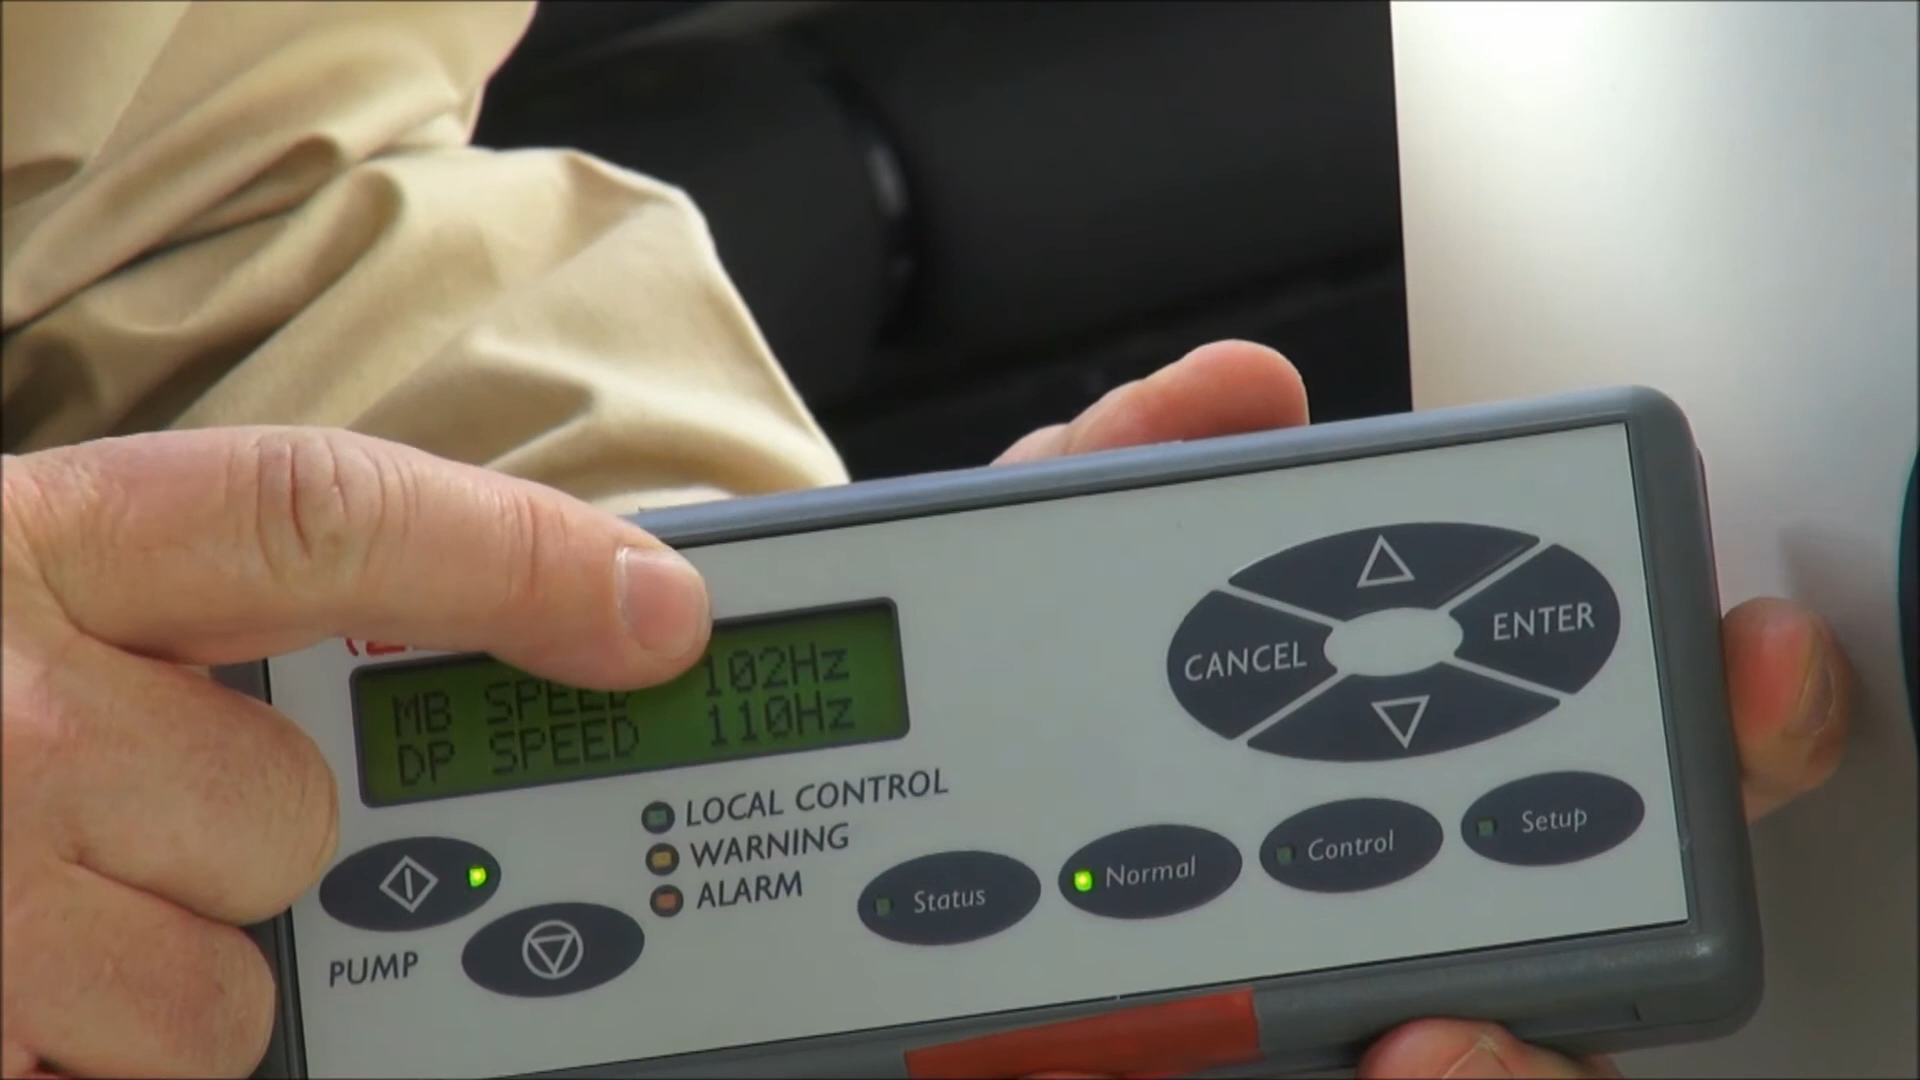 MB SPEED 102Hz
DP SPEED 110Hz
LOCAL CONTROL
WARNING
ALARM
PUMP
CANCEL
ENTER
Status
Normal
Control
Setup